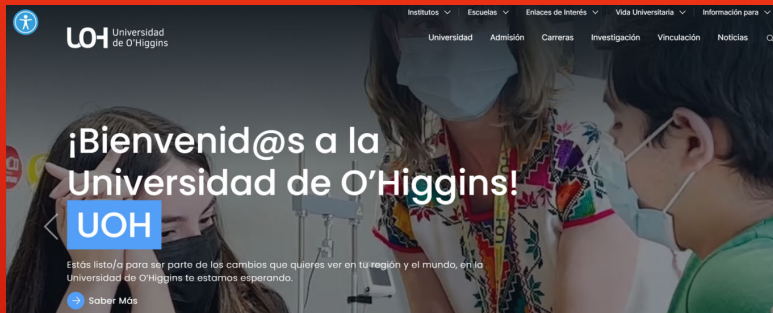 Institutos Escuelas Enlaces de Interés Vida Universitaria Información para
UOH Universidad
de O'Higgins
Universidad Admisión Carreras Investigación Vinculación Noticias
¡Bienvenid@s a la
Universidad de O'Higgins!
UOH
Estás listo/a para ser parte de los cambios que quieres ver en tu región y el mundo, en la
Universidad de O'Higgins te estamos esperando.
Saber Más